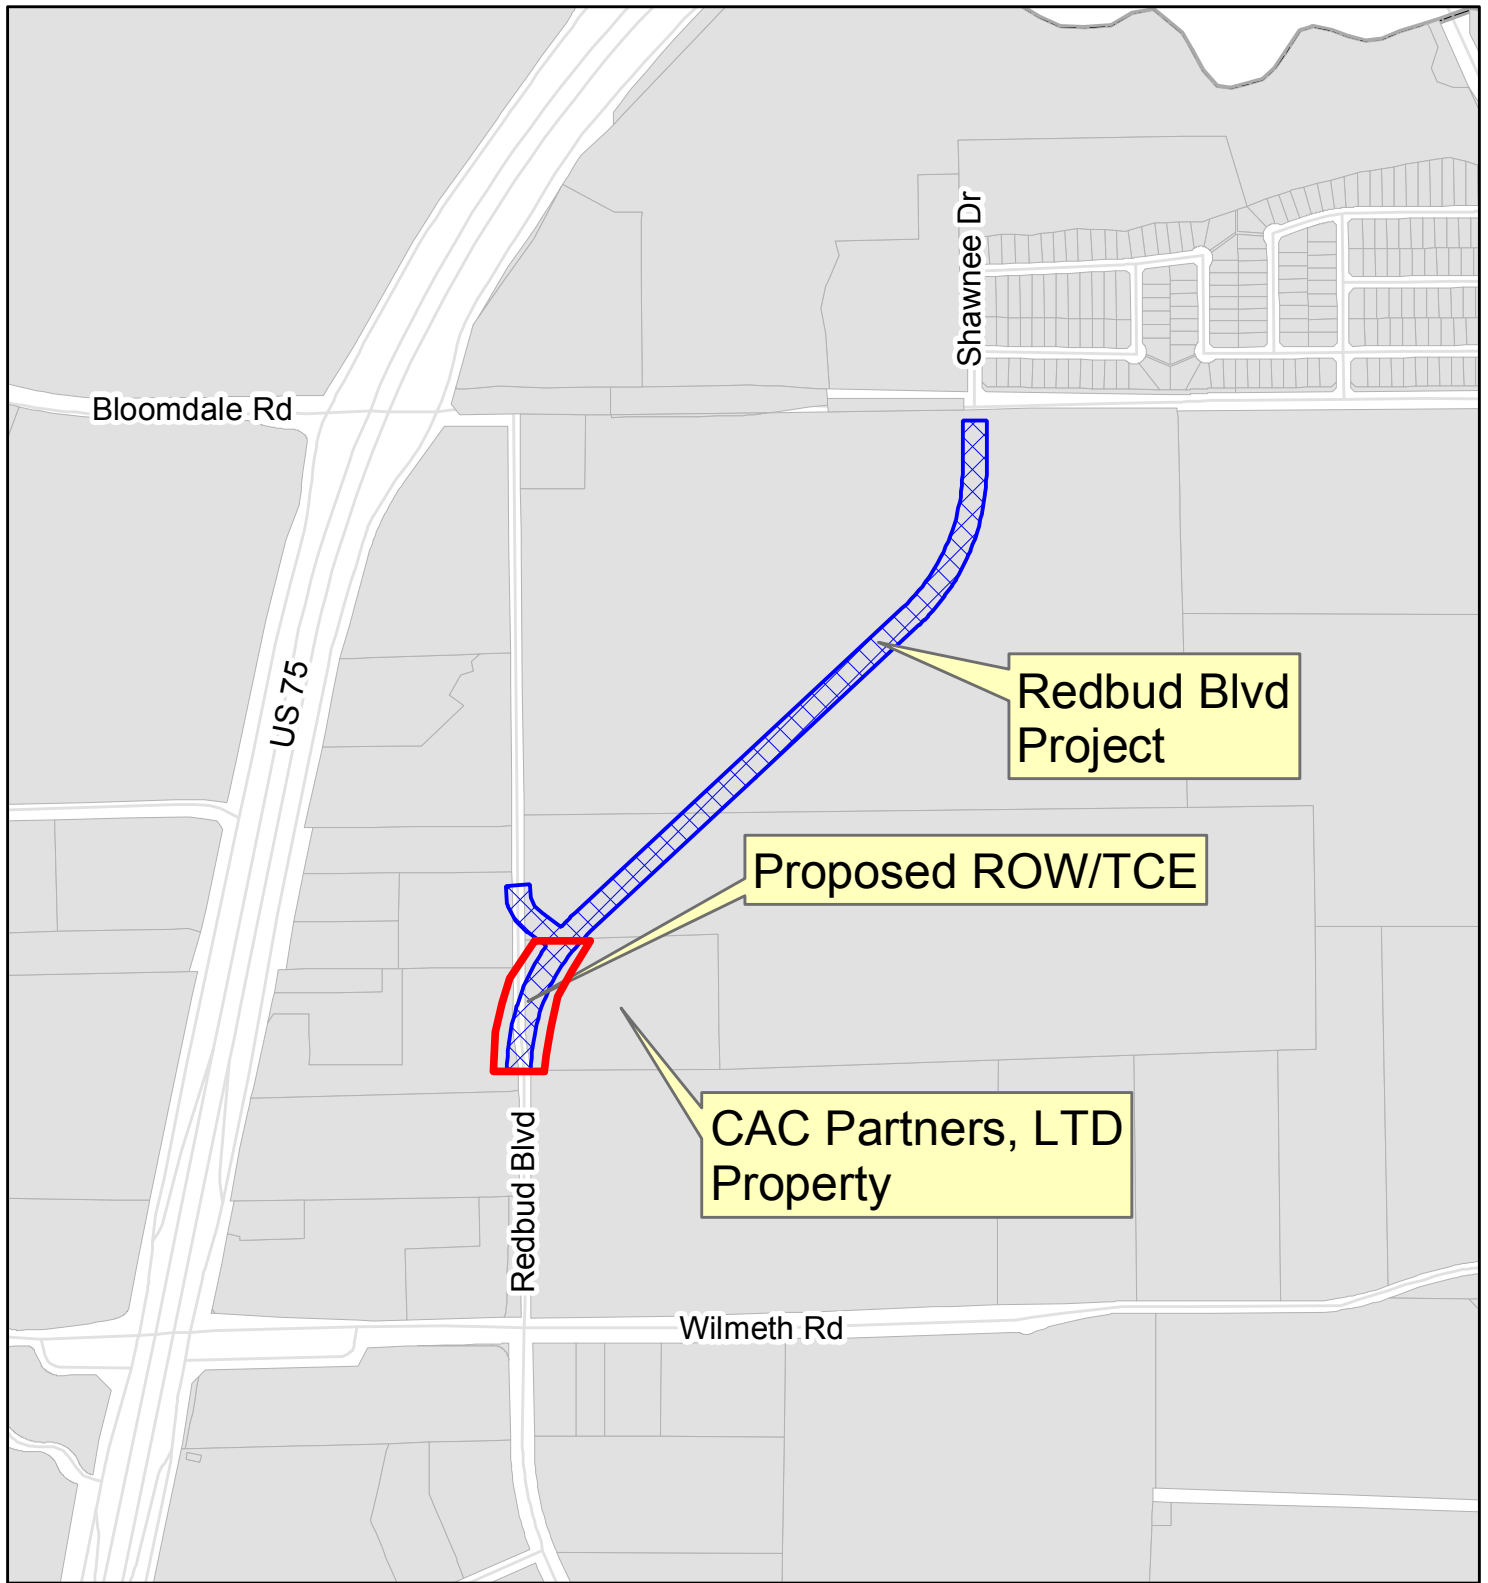 Shawnee Dr
Bloomdale Rd
US 75
Redbud Blvd
Project
Proposed ROW/TCE
CAC Partners, LTD
Property
Redbud Blvd
Wilmeth Rd